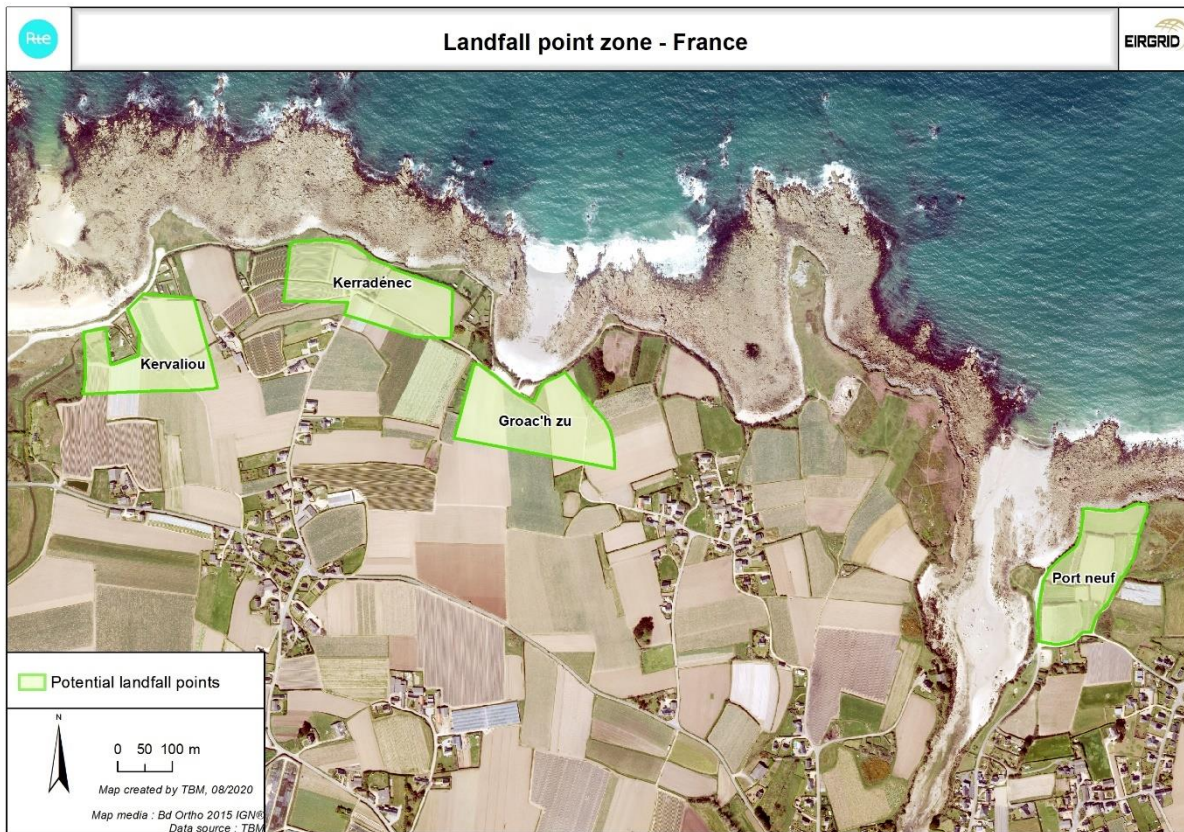 Rte
Landfall point zone - France
EIRGRID
Kerradénec
Kervaliou
Groac'h zu
Port neuf
Potential landfall points
N
0 50 100 m
Map created by TBM, 08/2020
Map media : Bd Ortho 2015 IGN®
Data source : TBM